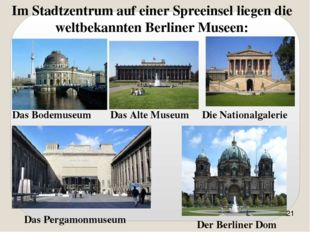 Im Stadtzentrum auf einer Spreeinsel liegen die
weltbekannten Berliner Museen:
Das Bodemuseum Das Alte Museum Die Nationalgalerie
Das Pergamonmuseum
Der Berliner Dom
21